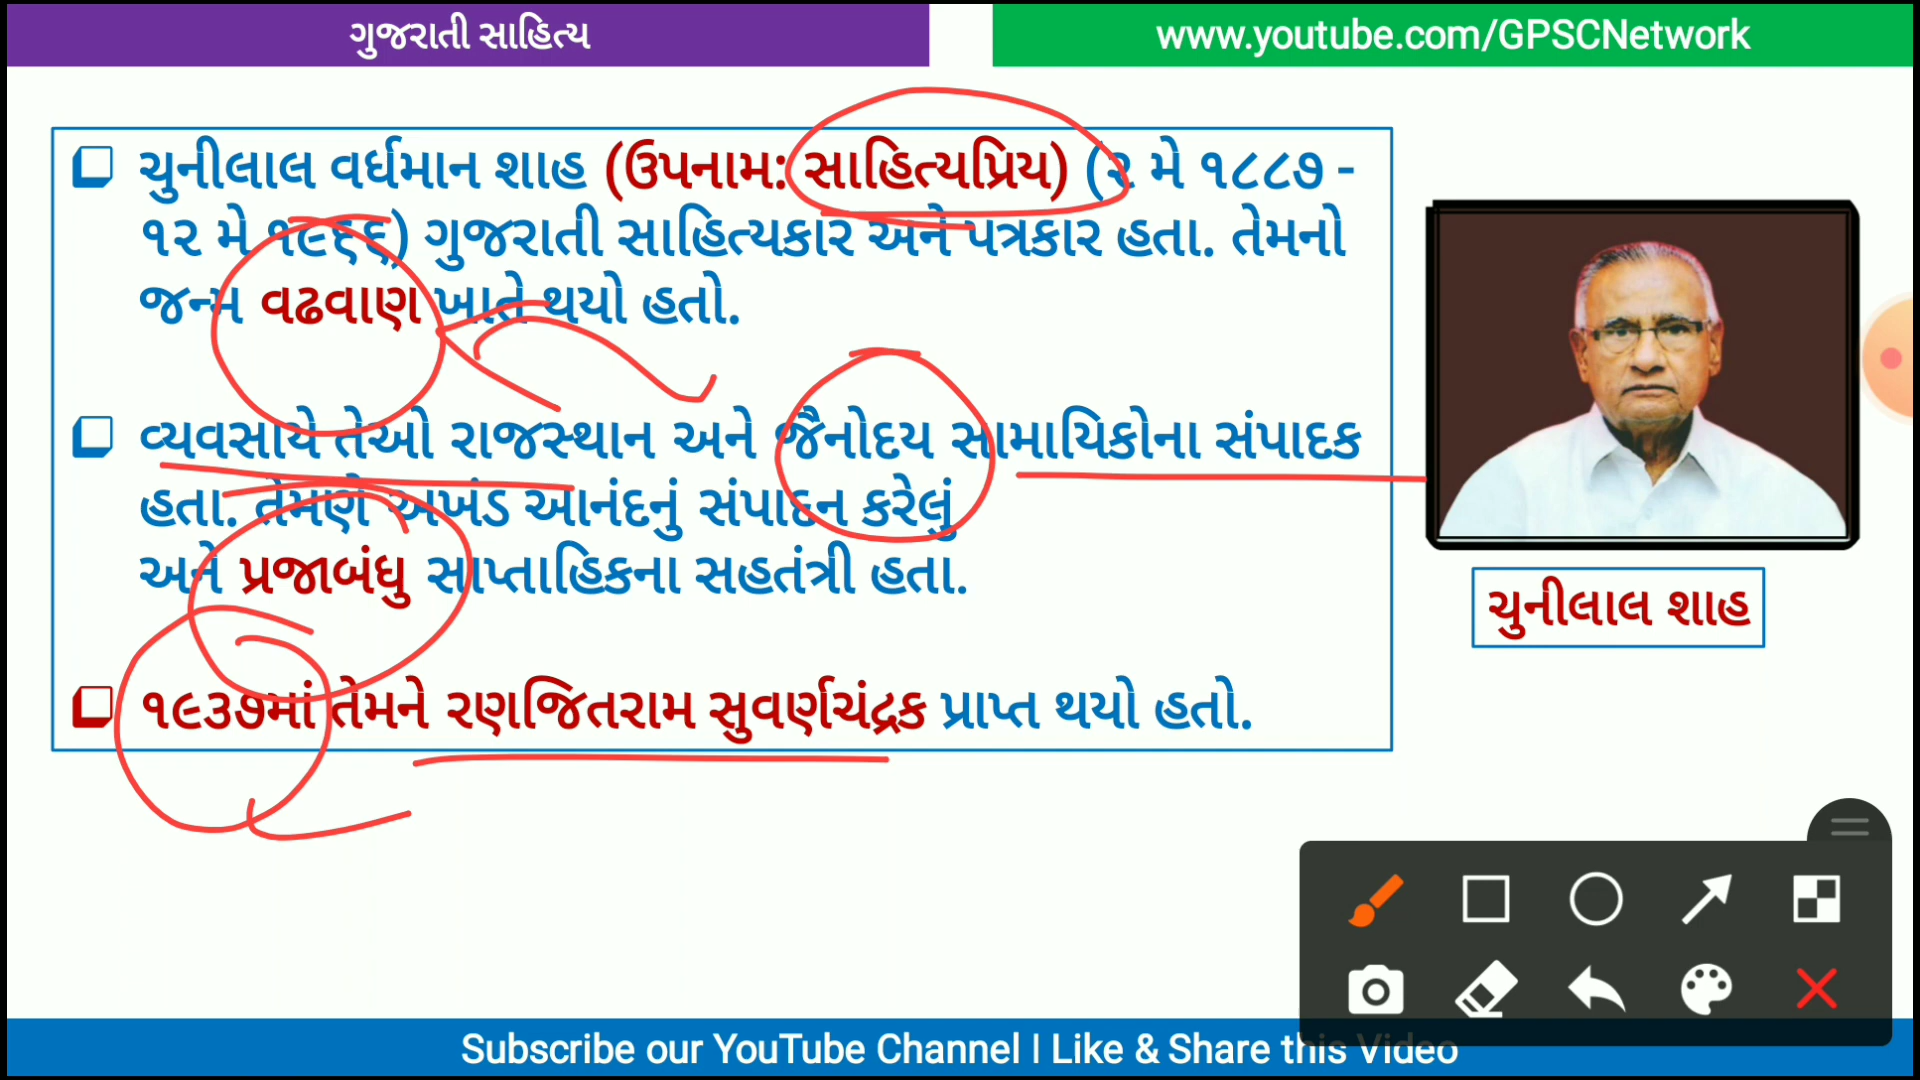 ગુજરાતી સાહિત્ય
www.youtube.com/GPSCNetwork
ચુનીલાલ વર્ધમાન શાહ (ઉપનામ: સાહિત્યપ્રિય) (૨ મે ૧૮૮૭ -
૧૨ મે ૧૯૬૬) ગુજરાતી સાહિત્યકાર અને પત્રકાર હતા. તેમનો
જન્મ વઢવાણ ખાતે થયો હતો.
વ્યવસાયે તેઓ રાજસ્થાન અને જૈનોદય સામાયિકોના સંપાદક
હતા. તેમણે અખંડ આનંદનું સંપાદન કરેલું
અને પ્રજાબંધુ સાપ્તાહિકના સહતંત્રી હતા.
૧૯૩૭માં તેમને રણજિતરામ સુવર્ણચંદ્રક પ્રાપ્ત થયો હતો.
ચુનીલાલ શાહ
Subscribe our YouTube Channel | Like & Share this Video